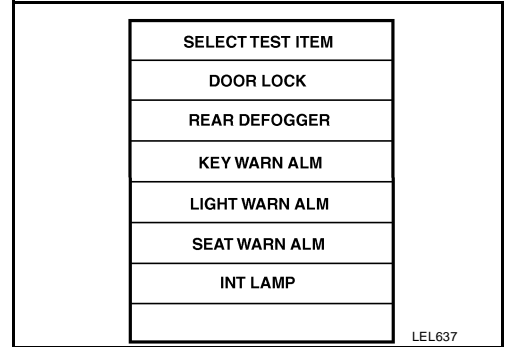 SELECT TEST ITEM
DOOR LOCK
REAR DEFOGGER
KEY WARN ALM
LIGHT WARN ALM
SEAT WARN ALM
INT LAMP
LEL637